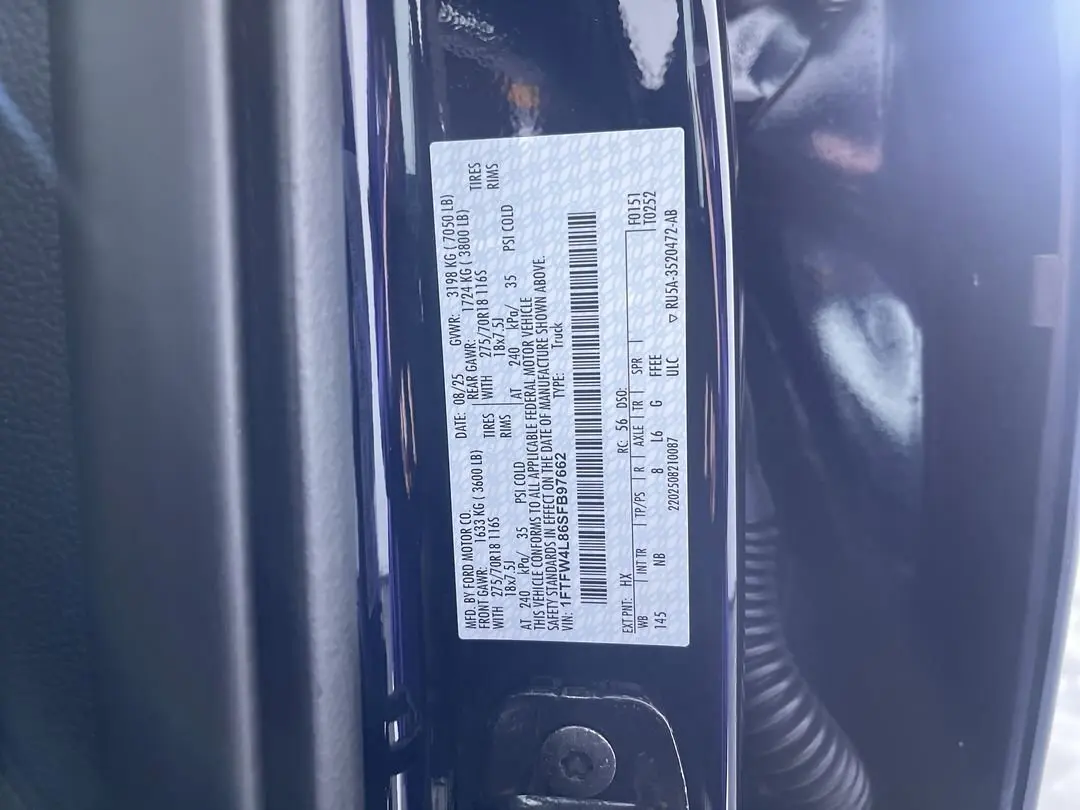 MFD. BY FORD MOTOR CO. DATE: 08/25 GVWR: 3198 KG ( 7050 LB)
FRONT GAWR: 1633 KG ( 3600 LB) REAR GAWR: 1724 KG ( 3800 LB)
WITH 275/70R18 116S TIRES WITH 275/70R18 116S TIRES
18x7.5J RIMS 18x7.5J RIMS
AT 240 kPa/ 35 PSI COLD AT 240 kPa/ 35 PSI COLD
THIS VEHICLE CONFORMS TO ALL APPLICABLE FEDERAL MOTOR VEHICLE
SAFETY STANDARDS IN EFFECT ON THE DATE OF MANUFACTURE SHOWN ABOVE.
VIN: 1FTFW4L86SFB97662 TYPE: Truck
EXT PNT: HX RC: 56 DSO: F0151
WB INT TR TP/PS R AXLE TR SPR T0252
145 NB 8 L6 G FFEE
2202508210087 ULC ▽ RU5A-3520472-AB